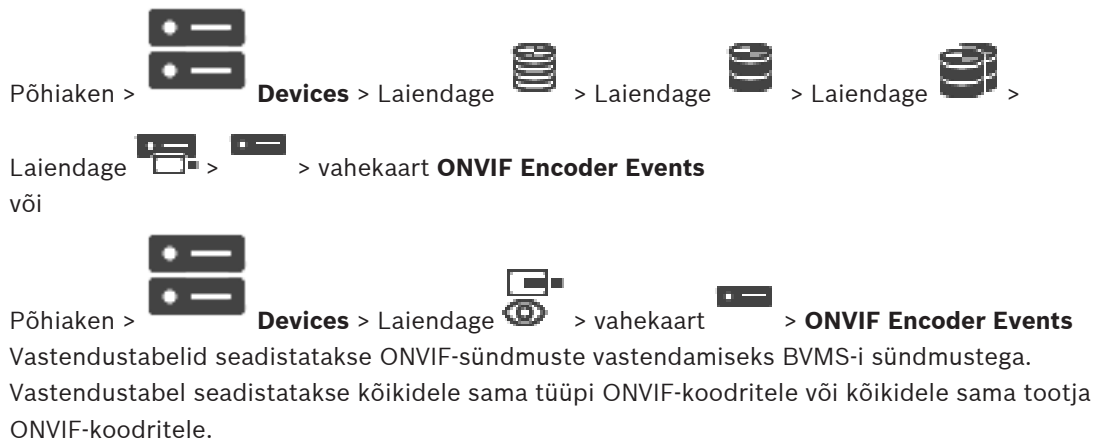 Põhiaken > Devices > Laiendage > Laiendage > Laiendage >
Laiendage > > vahekaart ONVIF Encoder Events
või
Põhiaken > Devices > Laiendage > vahekaart > ONVIF Encoder Events
Vastendustabelid seadistatakse ONVIF-sündmuste vastendamiseks BVMS-i sündmustega.
Vastendustabel seadistatakse kõikidele sama tüüpi ONVIF-koodritele või kõikidele sama tootja
ONVIF-koodritele.